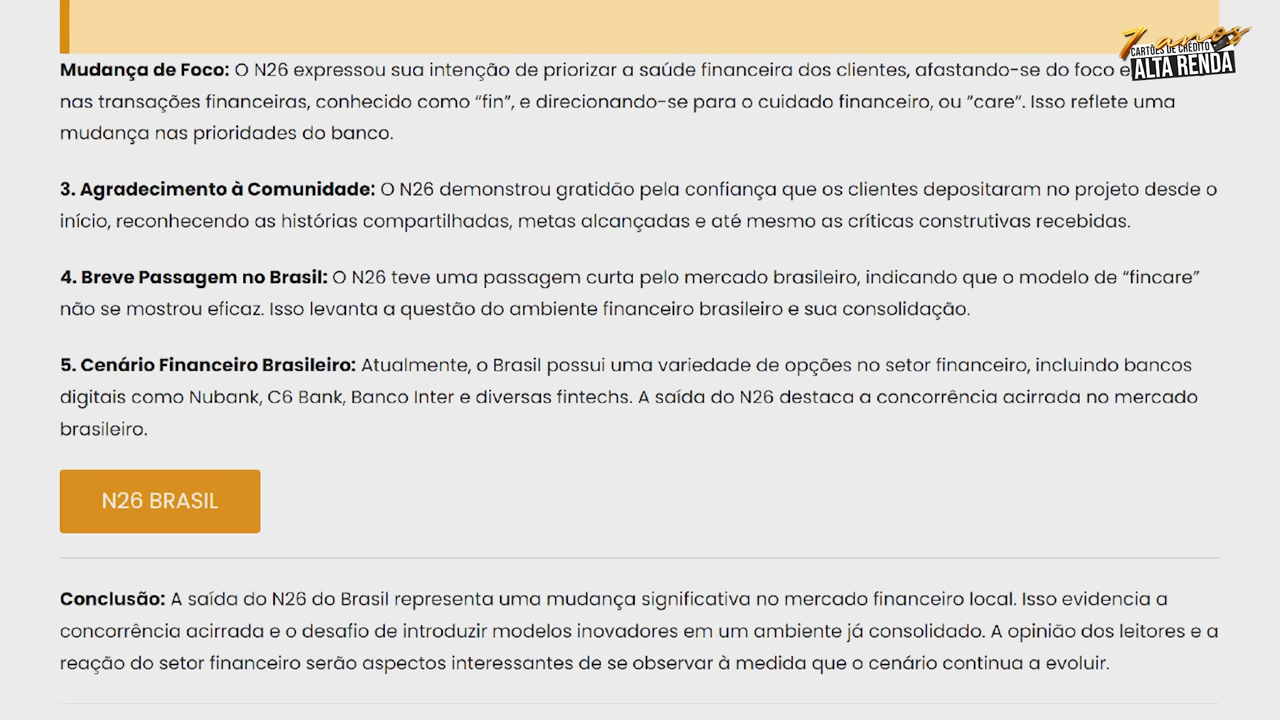 7 anos
CARTÕES DE CRÉDITO
ALTA RENDA
Mudança de Foco: O N26 expressou sua intenção de priorizar a saúde financeira dos clientes, afastando-se do foco
nas transações financeiras, conhecido como “fin”, e direcionando-se para o cuidado financeiro, ou “care”. Isso reflete uma
mudança nas prioridades do banco.
3. Agradecimento à Comunidade: O N26 demonstrou gratidão pela confiança que os clientes depositaram no projeto desde o
início, reconhecendo as histórias compartilhadas, metas alcançadas e até mesmo as críticas construtivas recebidas.
4. Breve Passagem no Brasil: O N26 teve uma passagem curta pelo mercado brasileiro, indicando que o modelo de “fincare”
não se mostrou eficaz. Isso levanta a questão do ambiente financeiro brasileiro e sua consolidação.
5. Cenário Financeiro Brasileiro: Atualmente, o Brasil possui uma variedade de opções no setor financeiro, incluindo bancos
digitais como Nubank, C6 Bank, Banco Inter e diversas fintechs. A saída do N26 destaca a concorrência acirrada no mercado
brasileiro.
N26 BRASIL
Conclusão: A saída do N26 do Brasil representa uma mudança significativa no mercado financeiro local. Isso evidencia a
concorrência acirrada e o desafio de introduzir modelos inovadores em um ambiente já consolidado. A opinião dos leitores e a
reação do setor financeiro serão aspectos interessantes de se observar à medida que o cenário continua a evoluir.